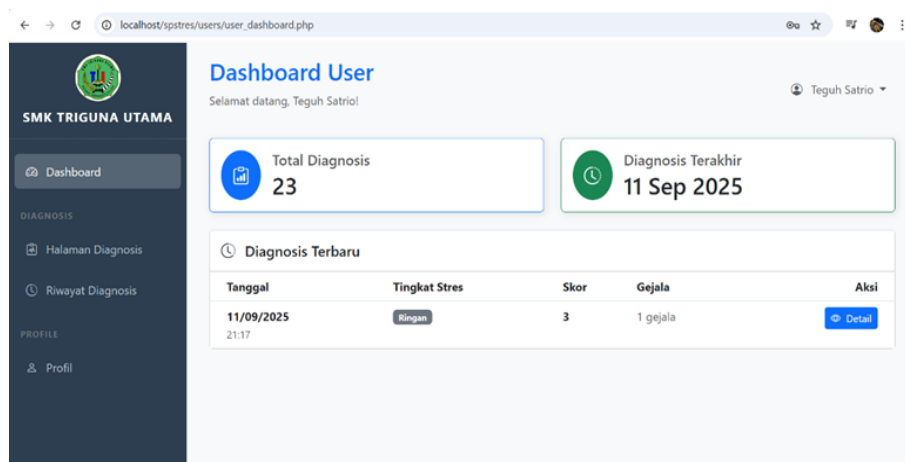 localhost/spstres/users/user_dashboard.php
SMK TRIGUNA UTAMA
Dashboard
DIAGNOSIS
Halaman Diagnosis
Riwayat Diagnosis
PROFILE
Profil
Dashboard User
Selamat datang, Teguh Satrio!
Teguh Satrio
Total Diagnosis
23
Diagnosis Terakhir
11 Sep 2025
Diagnosis Terbaru
Tanggal Tingkat Stres Skor Gejala Aksi
11/09/2025 Ringan 3 1 gejala Detail
21:17